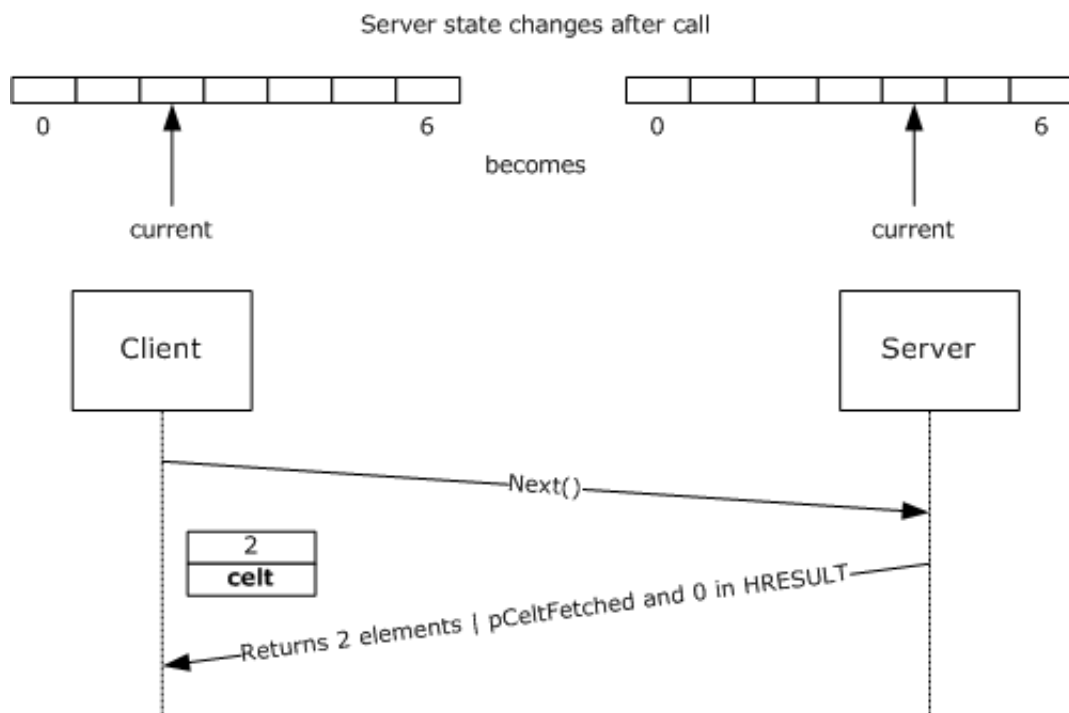 Server state changes after call
0 6 0 6
becomes
current current
Client Server
Next()
2
celt
Returns 2 elements | pCeltFetched and 0 in HRESULT